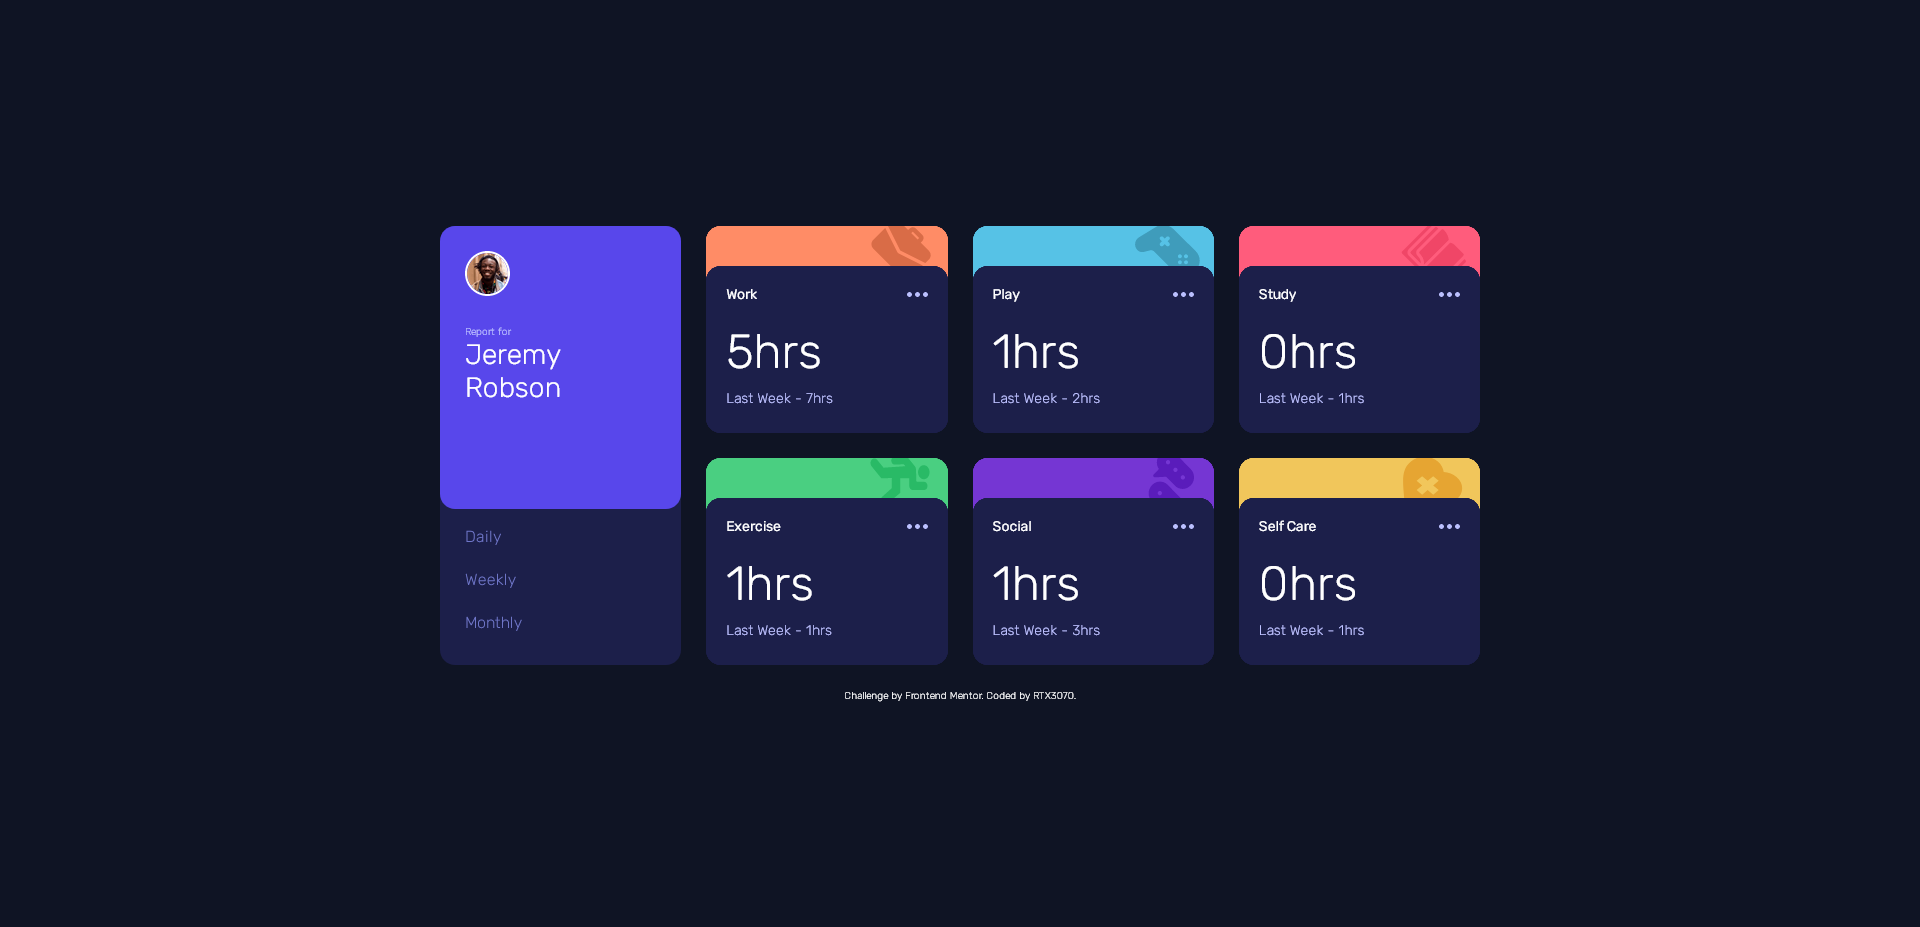 Report for
Jeremy
Robson
Daily
Weekly
Monthly
Work
5hrs
Last Week - 7hrs
Play
1hrs
Last Week - 2hrs
Study
0hrs
Last Week - 1hrs
Exercise
1hrs
Last Week - 1hrs
Social
1hrs
Last Week - 3hrs
Self Care
0hrs
Last Week - 1hrs
Challenge by Frontend Mentor. Coded by RTX3070.